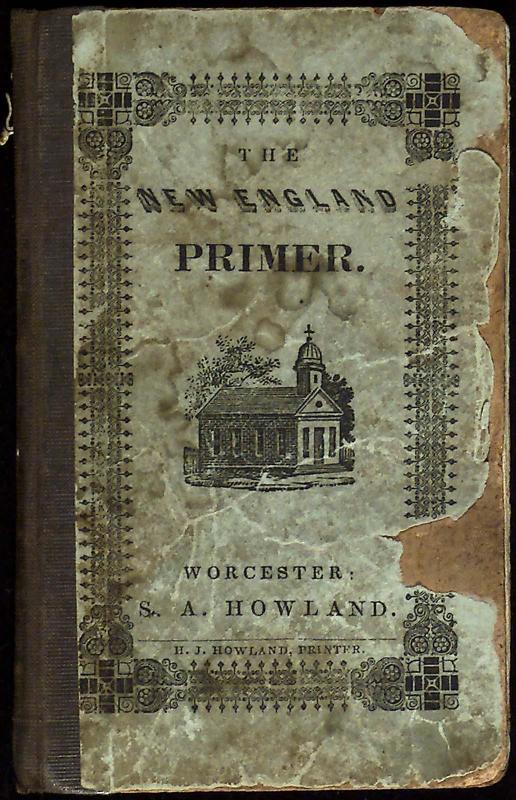 THE
NEW ENGLAND
PRIMER.
WORCESTER:
S. A. HOWLAND.
H. J. HOWLAND, PRINTER.